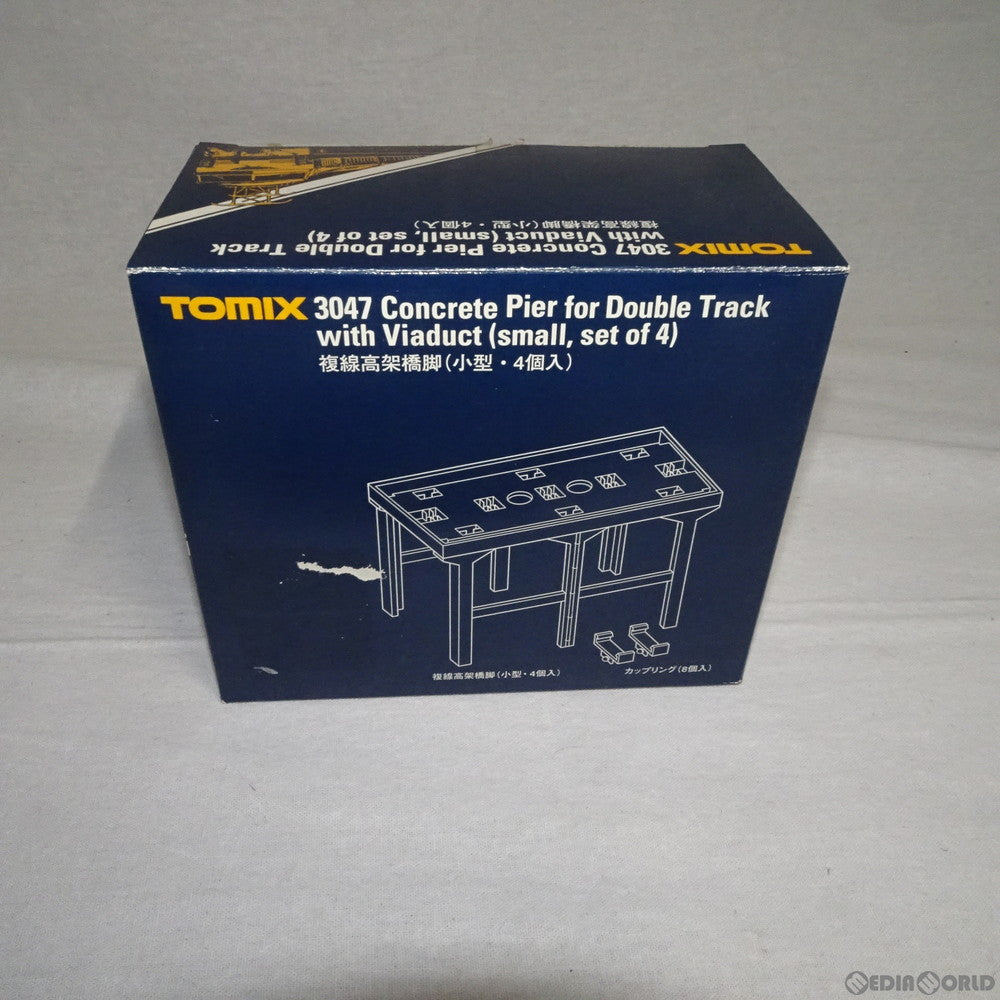 TOMIX 3047 Concrete Pier for Double Track
with Viaduct (small, set of 4)
複線高架橋脚(小型・4個入)
TOMIX 3047 Concrete Pier for Double Track
with Viaduct (small, set of 4)
複線高架橋脚(小型・4個入)
複線高架橋脚(小型・4個入)
カップリング(8個入)
MEDIAWORLD